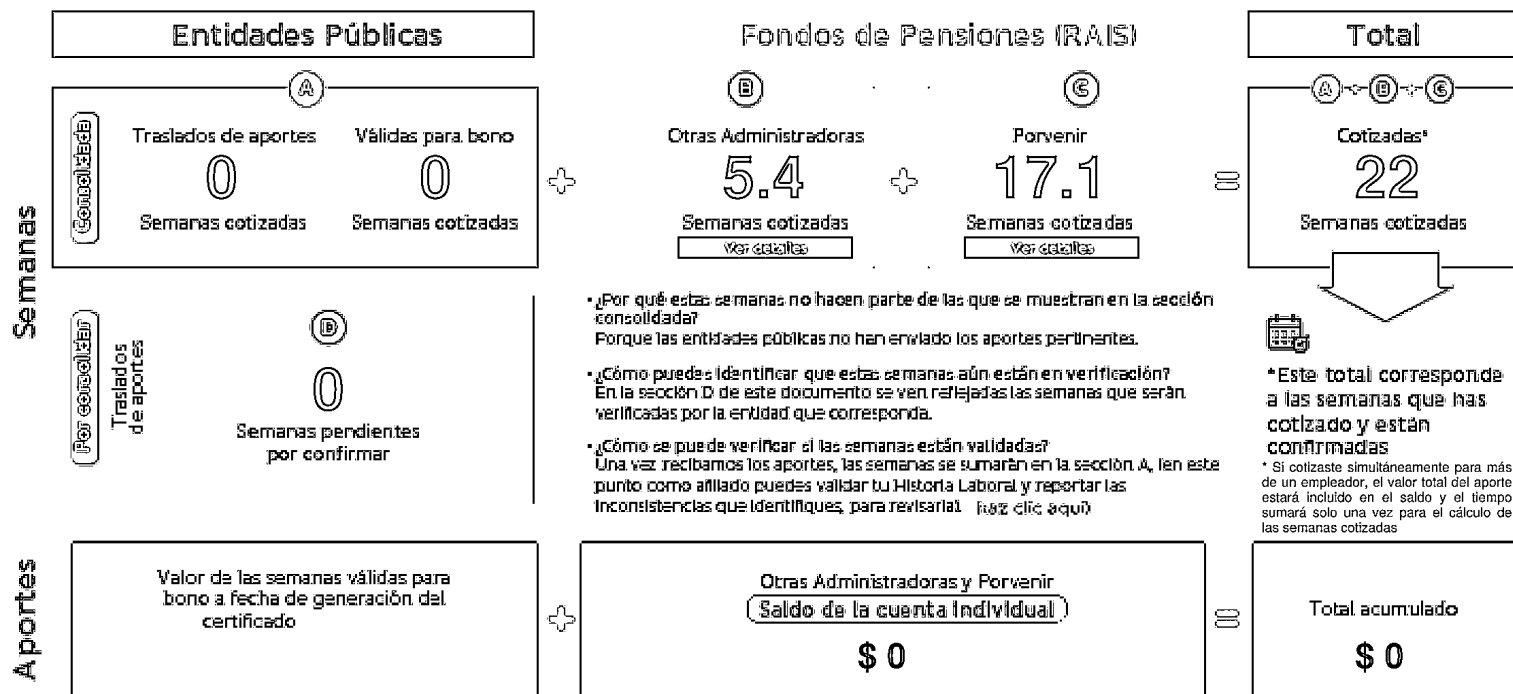 Entidades Públicas
Fondos de Pensiones (RAIS)
Total
A
B
C
A + B + C
Semanas
Consolidada
Traslados de aportes
0
Semanas cotizadas
Válidas para bono
0
Semanas cotizadas
+
Otras Administradoras
5.4
Semanas cotizadas
Ver detalles
+
Porvenir
17.1
Semanas cotizadas
Ver detalles
=
Cotizadas*
22
Semanas cotizadas
Por consolidar
Traslados
de aportes
D
0
Semanas pendientes
por confirmar
• ¿Por qué estas semanas no hacen parte de las que se muestran en la sección
consolidada?
Porque las entidades públicas no han enviado los aportes pertinentes.
• ¿Cómo puedes identificar que estas semanas aún están en verificación?
En la sección D de este documento se ven reflejadas las semanas que serán
verificadas por la entidad que corresponda.
• ¿Cómo se puede verificar si las semanas están validadas?
Una vez recibamos los aportes, las semanas se sumarán en la sección A, (en este
punto como afiliado puedes validar tu Historia Laboral y reportar las
inconsistencias que identifiques, para revisarlas haz clic aquí)
*Este total corresponde
a las semanas que has
cotizado y están
confirmadas
* Si cotizaste simultáneamente para más
de un empleador, el valor total del aporte
estará incluido en el saldo y el tiempo
sumará solo una vez para el cálculo de
las semanas cotizadas
Aportes
Valor de las semanas válidas para
bono a fecha de generación del
certificado
+
Otras Administradoras y Porvenir
Saldo de la cuenta individual
$ 0
=
Total acumulado
$ 0